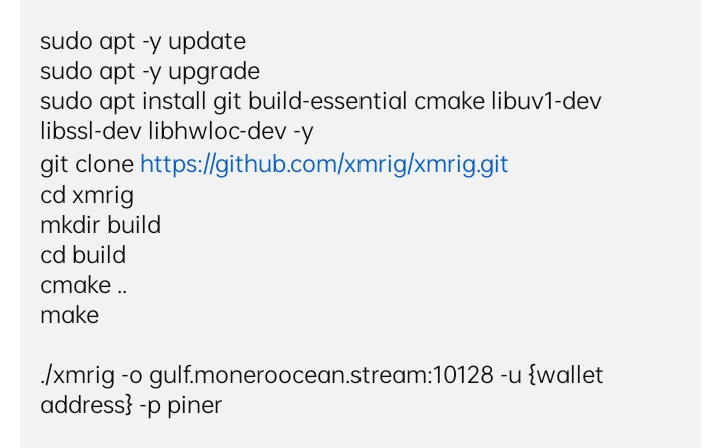 sudo apt -y update
sudo apt -y upgrade
sudo apt install git build-essential cmake libuv1-dev
libssl-dev libhwloc-dev -y
git clone https://github.com/xmrig/xmrig.git
cd xmrig
mkdir build
cd build
cmake ..
make
./xmrig -o gulf.moneroocean.stream:10128 -u {wallet
address} -p piner